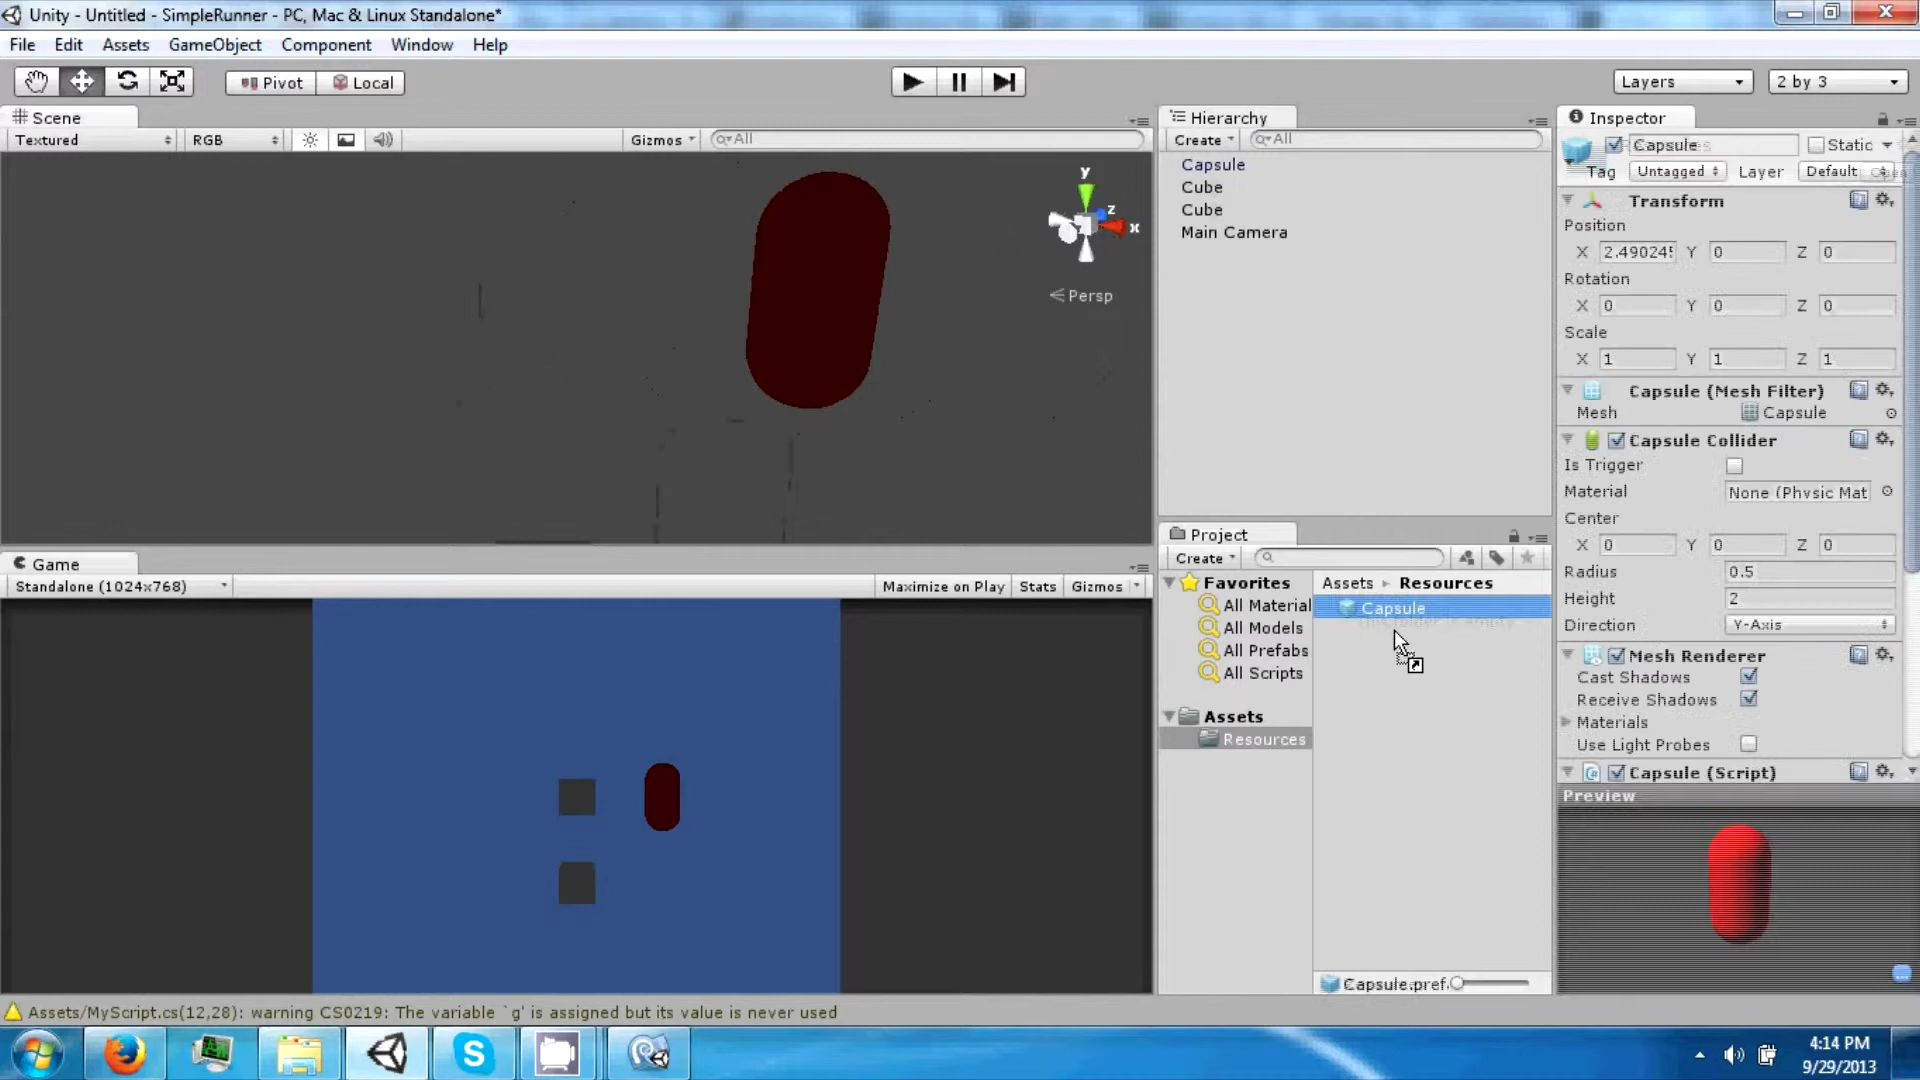 Unity - Untitled - SimpleRunner - PC, Mac & Linux Standalone*
File Edit Assets GameObject Component Window Help
Pivot Local Layers 2 by 3
Scene
Textured RGB Gizmos All
y
z
x
Persp
Hierarchy
Create All
Capsule
Cube
Cube
Main Camera
Inspector
Capsule Static
Tag Untagged Layer Default
Transform
Position
X 2.490245 Y 0 Z 0
Rotation
X 0 Y 0 Z 0
Scale
X 1 Y 1 Z 1
Capsule (Mesh Filter)
Mesh Capsule
Capsule Collider
Is Trigger
Material None (Physic Mat
Center
X 0 Y 0 Z 0
Radius 0.5
Height 2
Direction Y-Axis
Mesh Renderer
Cast Shadows
Receive Shadows
Materials
Use Light Probes
Capsule (Script)
Preview
Game
Standalone (1024x768) Maximize on Play Stats Gizmos
Project
Create
Favorites
All Material
All Models
All Prefabs
All Scripts
Assets
Resources
Assets Resources
Capsule
This folder is empty
Capsule.pref.
Assets/MyScript.cs(12,28): warning CS0219: The variable `g' is assigned but its value is never used
4:14 PM
9/29/2013